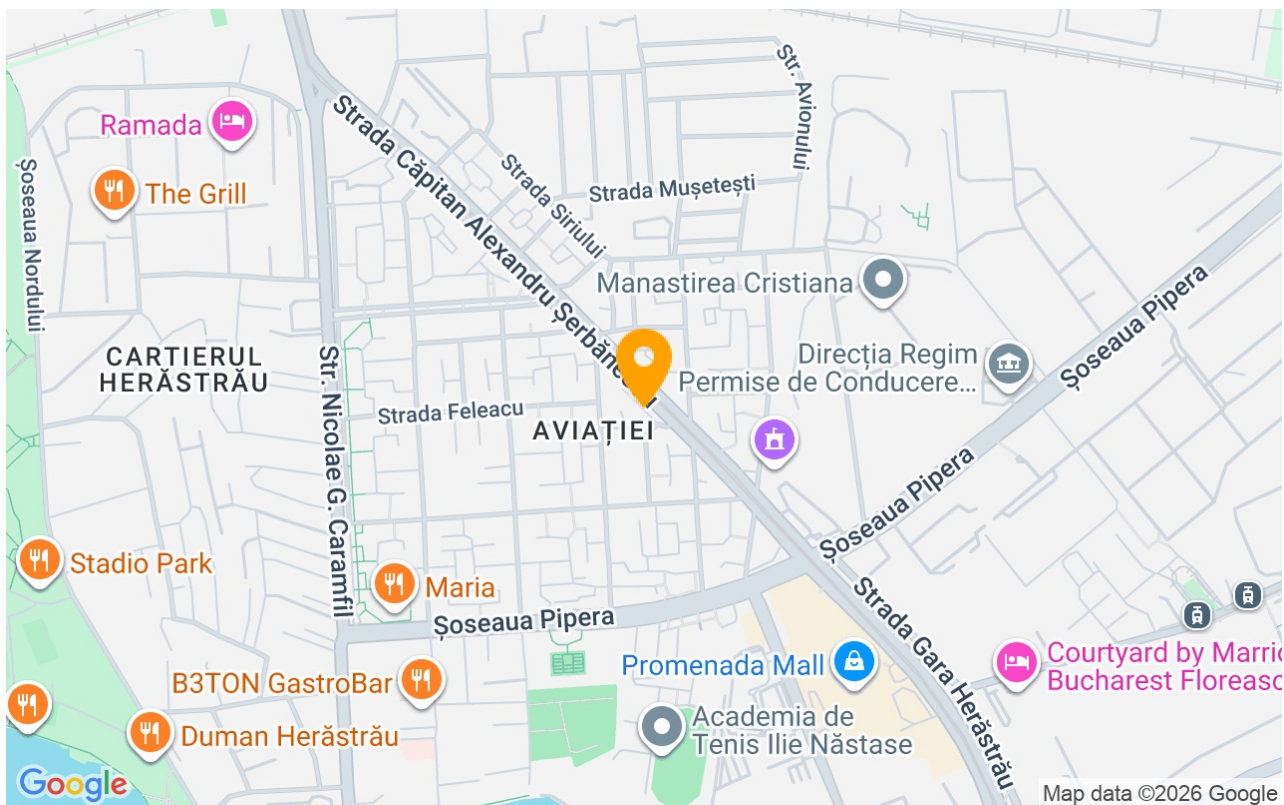 Str. Avionului
Ramada
The Grill
Șoseaua Nordului
Strada Căpitan Alexandru Șerbănescu
Strada Siriului
Strada Mușetești
Manastirea Cristiana
Șoseaua Pipera
CARTIERUL
HERĂSTRĂU
Str. Nicolae G. Caramfil
Direcția Regim
Permise de Conducere...
Strada Feleacu
AVIAȚIEI
Șoseaua Pipera
Stadio Park
Maria
Șoseaua Pipera
Strada Gara Herăstrău
Promenada Mall
Courtyard by Marric
Bucharest Floreasc
B3TON GastroBar
Duman Herăstrău
Academia de
Tenis Ilie Năstase
Google
Map data ©2026 Google